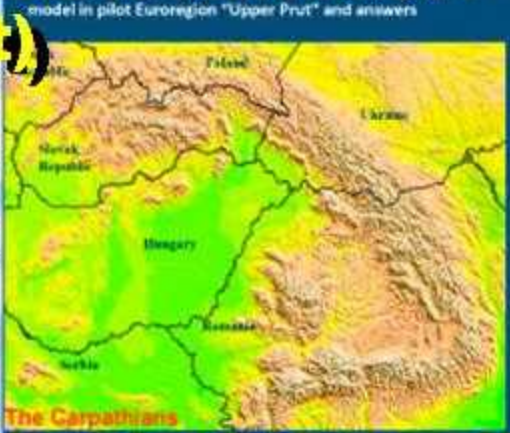 model in pilot Euroregion "Upper Prut" and answers
Poland
Ukraine
Slovak
Republic
Hungary
Romania
Serbia
The Carpathians